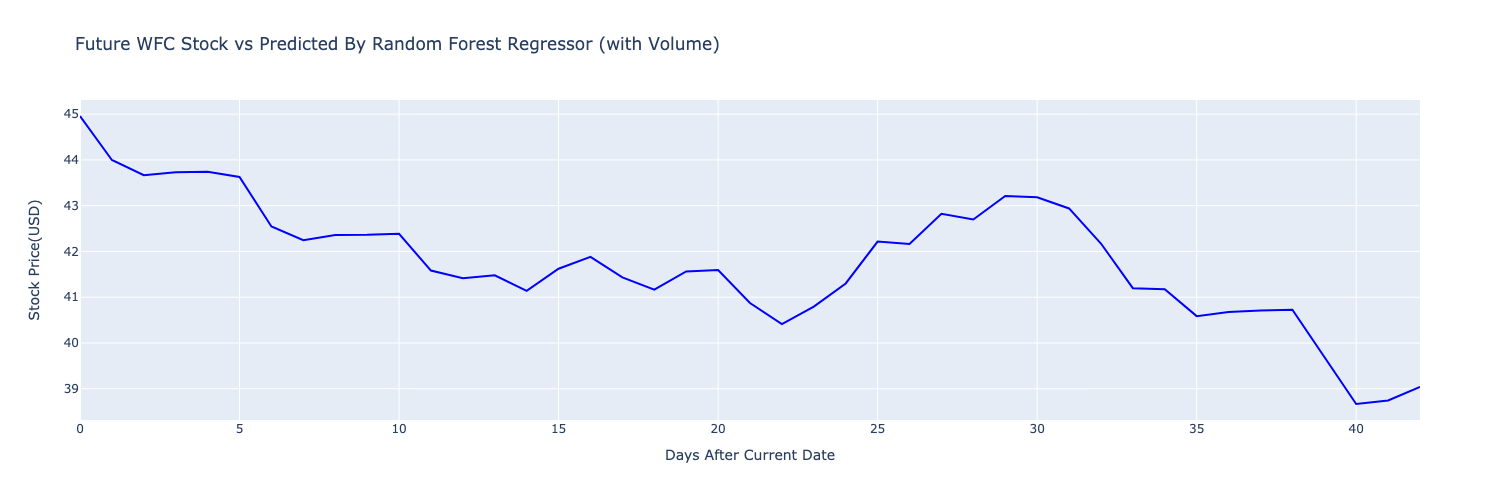 Future WFC Stock vs Predicted By Random Forest Regressor (with Volume)
Stock Price(USD)
45
44
43
42
41
40
39
0 5 10 15 20 25 30 35 40
Days After Current Date